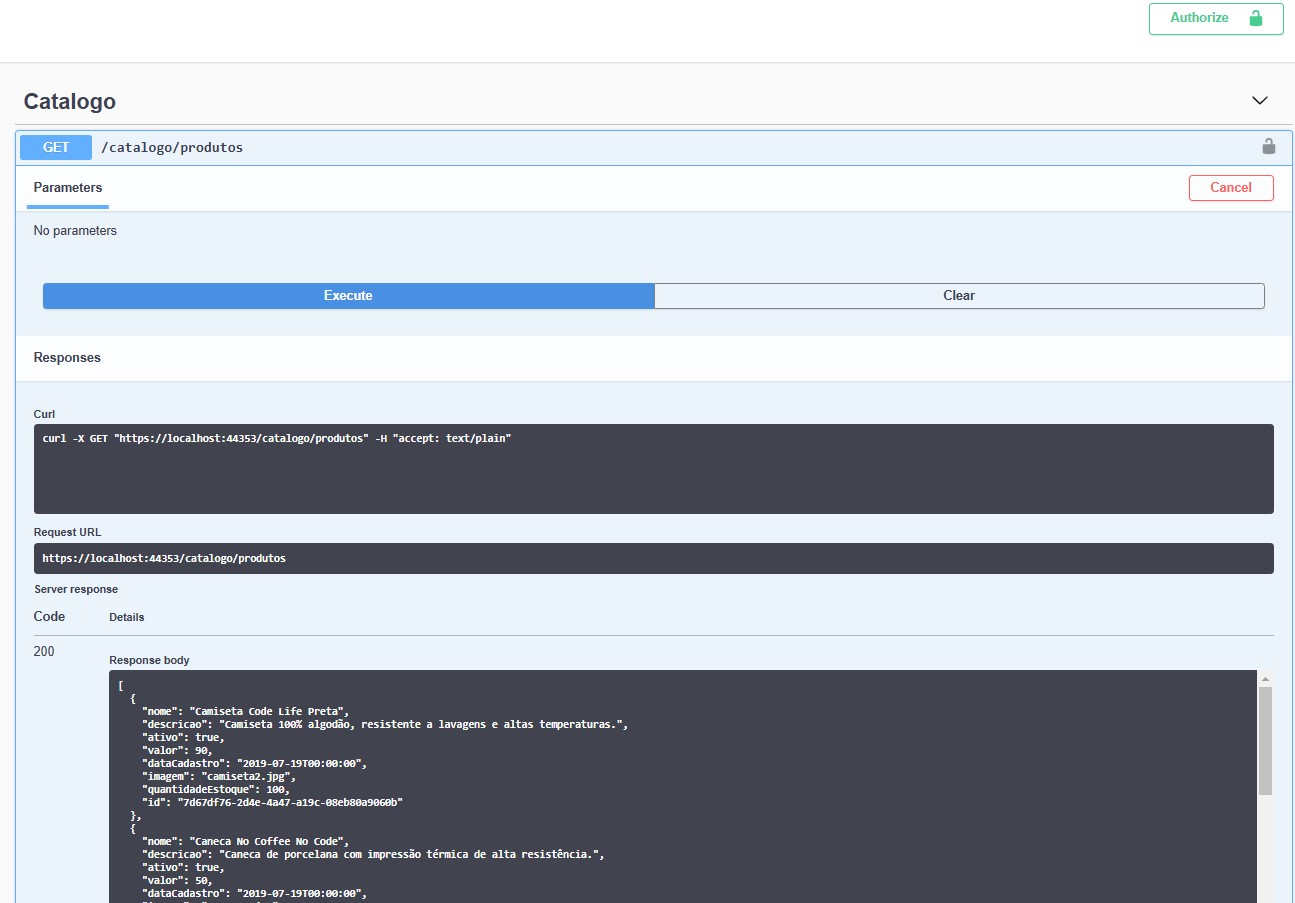 Authorize
Catalogo
GET /catalogo/produtos
Parameters
Cancel
No parameters
Execute
Clear
Responses
Curl
curl -X GET "https://localhost:44353/catalogo/produtos" -H "accept: text/plain"
Request URL
https://localhost:44353/catalogo/produtos
Server response
Code Details
200
Response body
[
{
"nome": "Camiseta Code Life Preta",
"descricao": "Camiseta 100% algodão, resistente a lavagens e altas temperaturas.",
"ativo": true,
"valor": 90,
"dataCadastro": "2019-07-19T00:00:00",
"imagem": "camiseta2.jpg",
"quantidadeEstoque": 100,
"id": "7d67df76-2d4e-4a47-a19c-08eb80a9060b"
},
{
"nome": "Caneca No Coffee No Code",
"descricao": "Caneca de porcelana com impressão térmica de alta resistência.",
"ativo": true,
"valor": 50,
"dataCadastro": "2019-07-19T00:00:00",